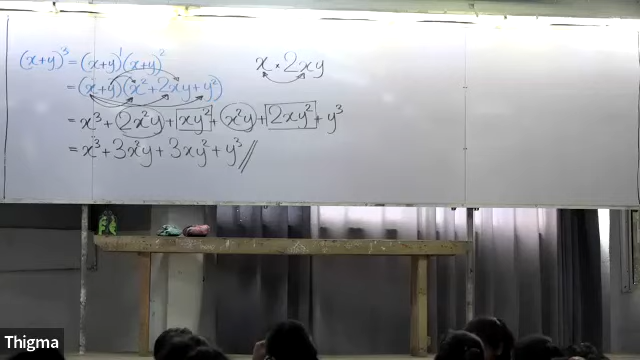 (x+y)³ = (x+y)¹(x+y)²
x × 2xy
= (x+y)(x²+2xy+y²)
= x³ + 2x²y + xy² + x²y + 2xy² + y³
= x³ + 3x²y + 3xy² + y³ //
Thigma